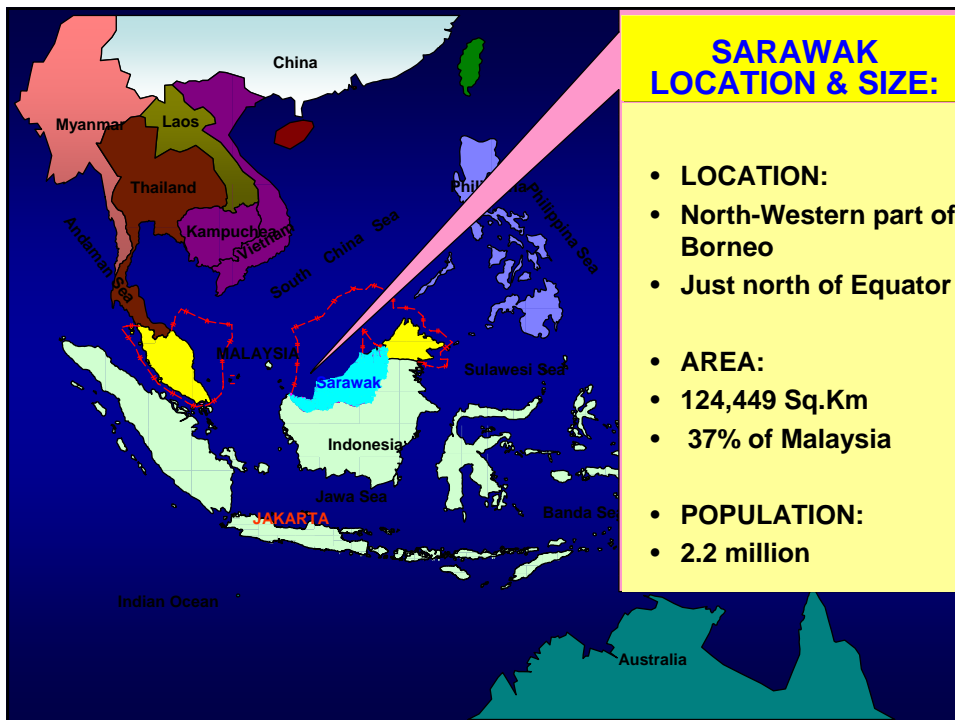 China
Myanmar
Laos
Thailand
Kampuchea
Vietnam
Andaman Sea
South China Sea
Philippina Sea
MALAYSIA
Sarawak
Sulawesi Sea
Indonesia
Jawa Sea
JAKARTA
Banda Sea
Indian Ocean
Australia
SARAWAK
LOCATION & SIZE:
• LOCATION:
• North-Western part of
Borneo
• Just north of Equator
• AREA:
• 124,449 Sq.Km
• 37% of Malaysia
• POPULATION:
• 2.2 million